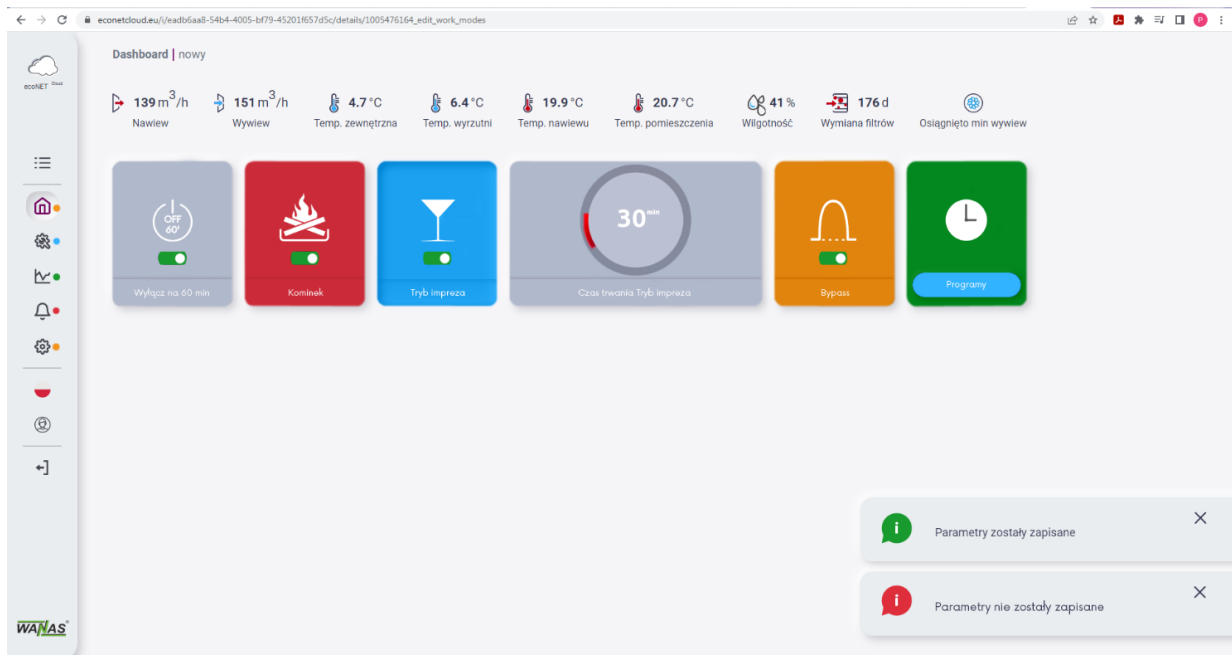 econetcloud.eu/i/eadb6aa8-54b4-4005-bf79-45201f657d5c/details/1005476164_edit_work_modes
P
ecoNET Cloud
Dashboard | nowy
139 m3/h
Nawiew
151 m3/h
Wywiew
4.7 °C
Temp. zewnętrzna
6.4 °C
Temp. wyrzutni
19.9 °C
Temp. nawiewu
20.7 °C
Temp. pomieszczenia
41 %
Wilgotność
176 d
Wymiana filtrów
Osiągnięto min wywiew
OFF
60'
Wyłącz na 60 min
Kominek
Tryb impreza
30 min
Czas trwania Tryb impreza
Bypass
Programy
Parametry zostały zapisane
Parametry nie zostały zapisane
WANAS